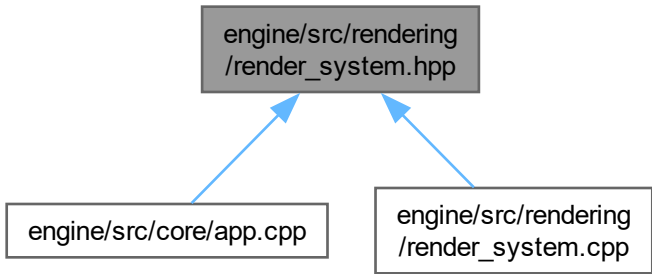 engine/src/rendering
/render_system.hpp
engine/src/core/app.cpp
engine/src/rendering
/render_system.cpp